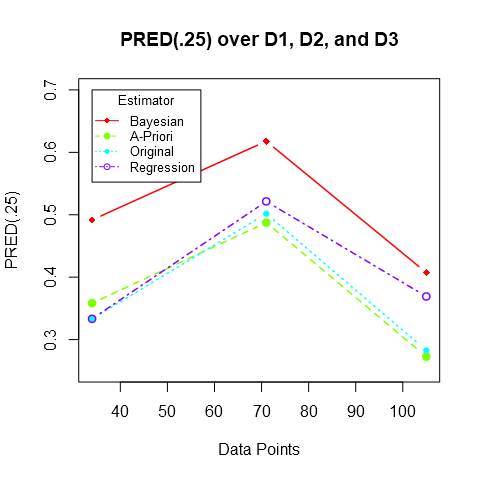 PRED(.25) over D1, D2, and D3
Estimator
Bayesian
A-Priori
Original
Regression
PRED(.25)
0.7
0.6
0.5
0.4
0.3
40 50 60 70 80 90 100
Data Points